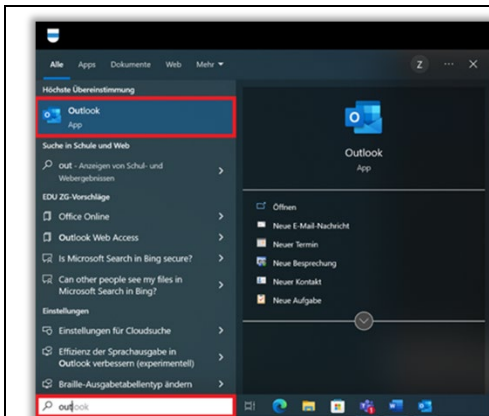 Alle Apps Dokumente Web Mehr Z
Höchste Übereinstimmung
Outlook
App
Suche in Schule und Web
out - Anzeigen von Schul- und
Webergebnissen
EDU ZG-Vorschläge
Office Online
Outlook Web Access
Is Microsoft Search in Bing secure?
Can other people see my files in
Microsoft Search in Bing?
Einstellungen
Einstellungen für Cloudsuche
Effizienz der Sprachausgabe in
Outlook verbessern (experimentell)
Braille-Ausgabetabellentyp ändern
outlook
Outlook
App
Öffnen
Neue E-Mail-Nachricht
Neuer Termin
Neue Besprechung
Neuer Kontakt
Neue Aufgabe